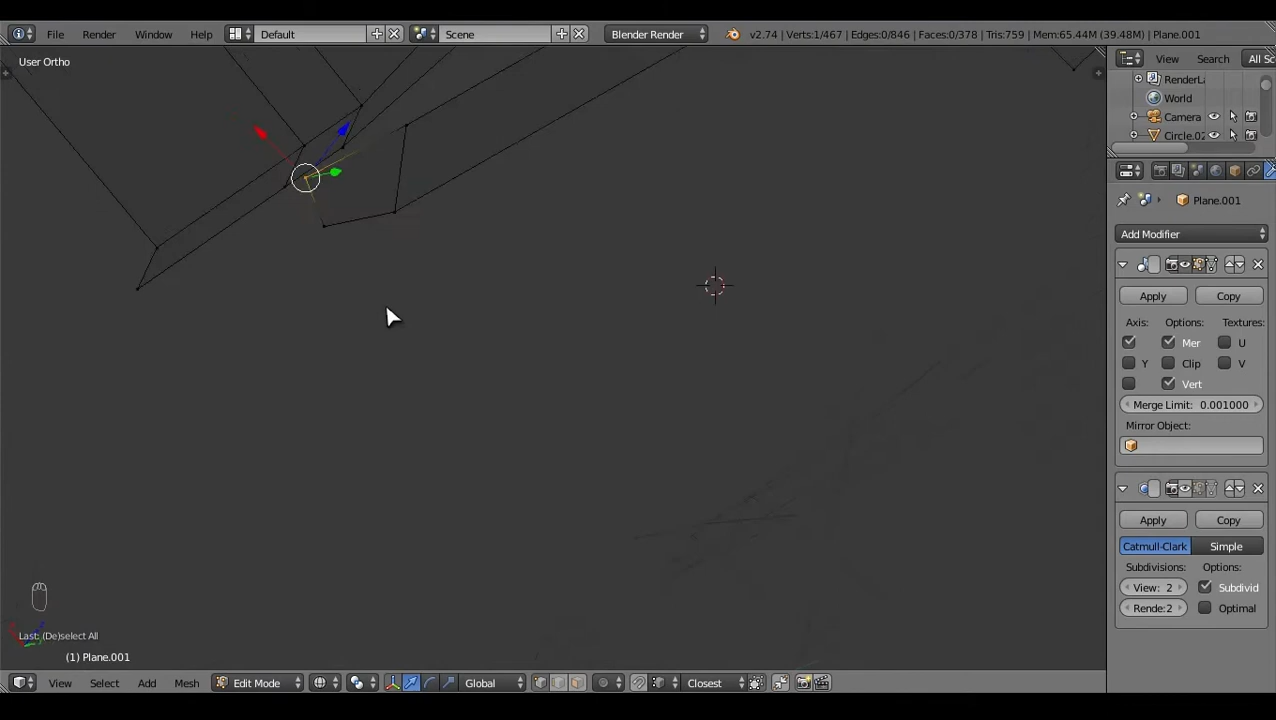 File Render Window Help Default Scene Blender Render v2.74 | Verts:1/467 | Edges:0/846 | Faces:0/378 | Tris:759 | Mem:65.44M (39.48M) | Plane.001
User Ortho
View Search All Sc
RenderLa
World
Camera
Circle.02
Plane.001
Add Modifier
Apply Copy
Axis: Options: Textures:
Mer U
Y Clip V
Vert
Merge Limit: 0.001000
Mirror Object:
Apply Copy
Catmull-Clark Simple
Subdivisions: Options:
View: 2 Subdivid
Rende:2 Optimal
Last: (De)select All
(1) Plane.001
View Select Add Mesh Edit Mode Global Closest